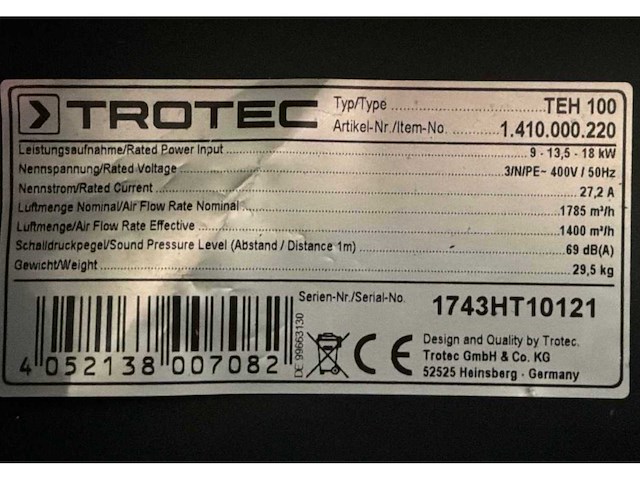 TROTEC
Typ/Type ............ TEH 100
Artikel-Nr./Item-No. ............ 1.410.000.220
Leistungsaufnahme/Rated Power Input ............ 9 - 13,5 - 18 kW
Nennspannung/Rated Voltage ............ 3/N/PE~ 400V / 50Hz
Nennstrom/Rated Current ............ 27,2 A
Luftmenge Nominal/Air Flow Rate Nominal ............ 1785 m³/h
Luftmenge/Air Flow Rate Effective ............ 1400 m³/h
Schalldruckpegel/Sound Pressure Level (Abstand / Distance 1m) ............ 69 dB(A)
Gewicht/Weight ............ 29,5 kg
Serien-Nr./Serial-No. 1743HT10121
4 052138 007082
DE 99663130
CE
Design and Quality by Trotec.
Trotec GmbH & Co. KG
52525 Heinsberg - Germany